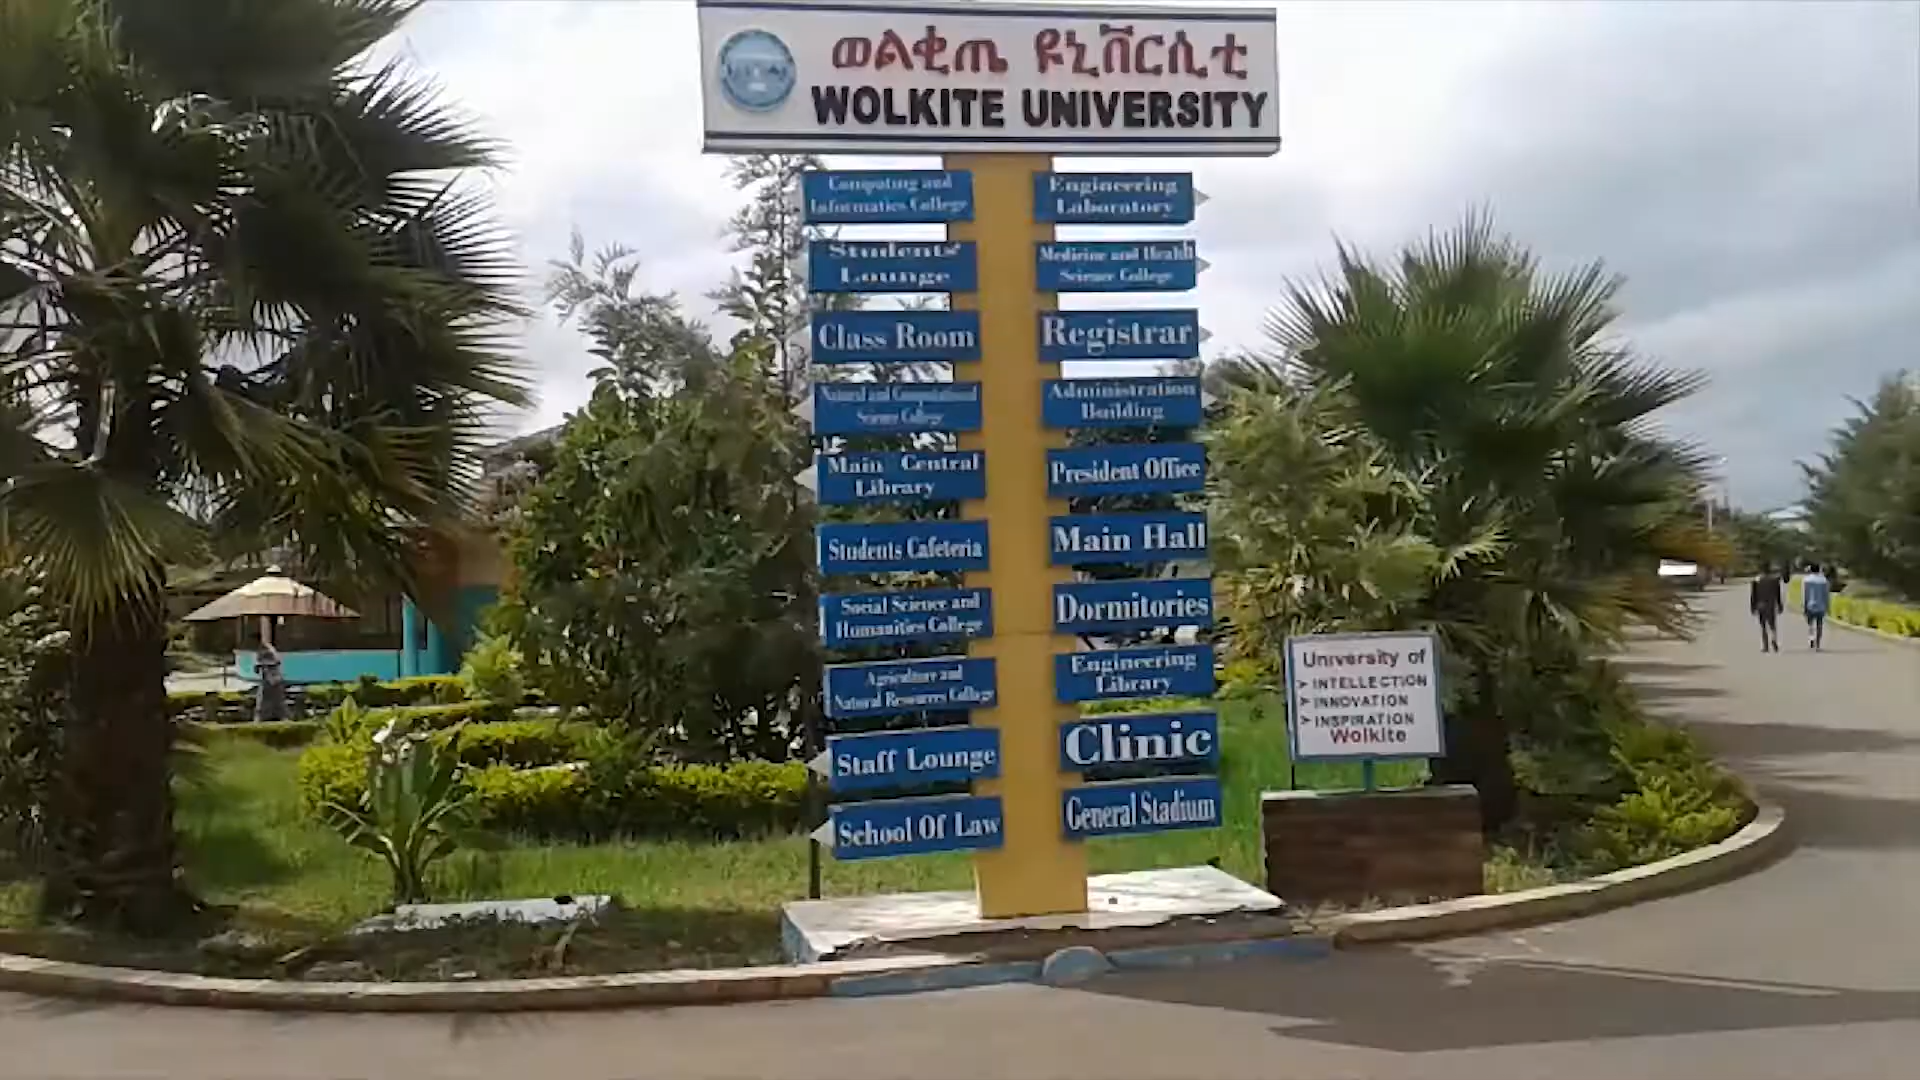 ወልቂጤ ዩኒቨርሲቲ
WOLKITE UNIVERSITY
Computing and
Informatics College
Students'
Lounge
Class Room
Natural and Computational
Science College
Main Central
Library
Students Cafeteria
Social Science and
Humanities College
Agriculture and
Natural Resources College
Staff Lounge
School Of Law
Engineering
Laboratory
Medicine and Health
Science College
Registrar
Administration
Building
President Office
Main Hall
Dormitories
Engineering
Library
Clinic
General Stadium
University of
➢ INTELLECTION
➢ INNOVATION
➢ INSPIRATION
Wolkite